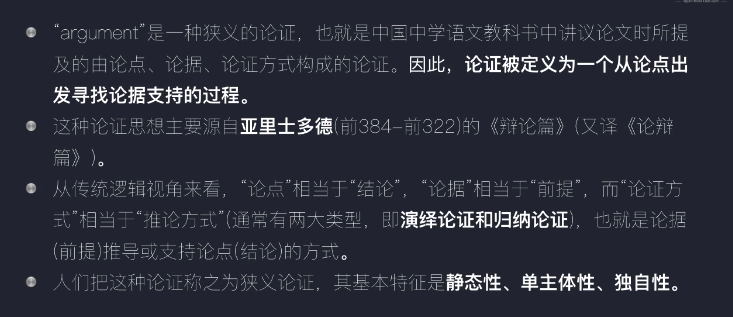 “argument”是一种狭义的论证，也就是中国中学语文教科书中讲议论文时所提
及的由论点、论据、论证方式构成的论证。因此，论证被定义为一个从论点出
发寻找论据支持的过程。
这种论证思想主要源自亚里士多德(前384-前322)的《辩论篇》(又译《论辩
篇》)。
从传统逻辑视角来看，“论点”相当于“结论”，“论据”相当于“前提”，而“论证方
式”相当于“推论方式”(通常有两大类型，即演绎论证和归纳论证)，也就是论据
(前提)推导或支持论点(结论)的方式。
人们把这种论证称之为狭义论证，其基本特征是静态性、单主体性、独自性。